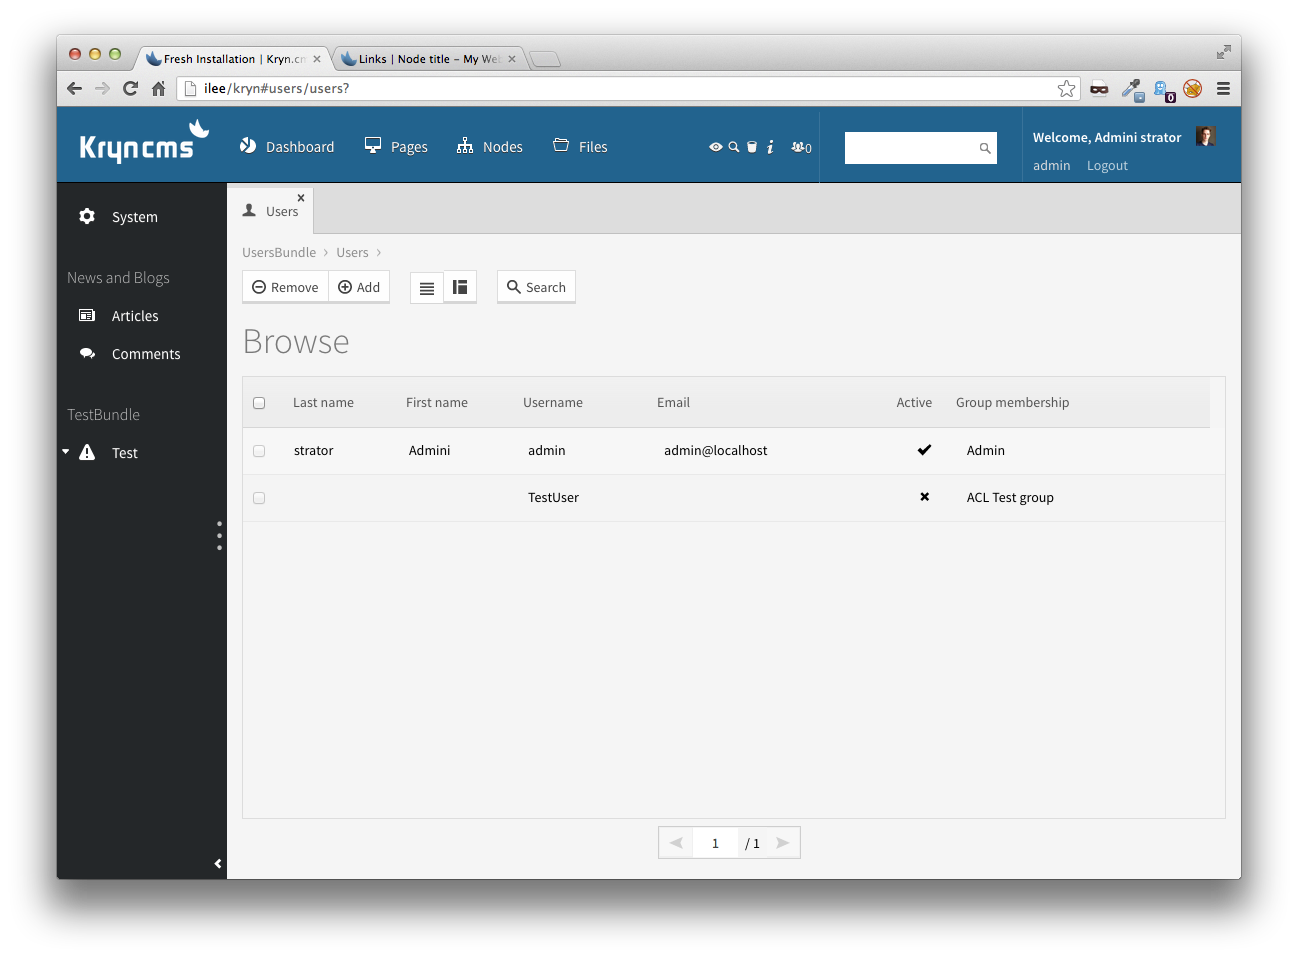 Fresh Installation | Kryn.cm
Links | Node title – My Web
ilee/kryn#users/users?
0
Kryncms
Dashboard
Pages
Nodes
Files
0
Welcome, Admini strator
admin
Logout
System
News and Blogs
Articles
Comments
TestBundle
Test
Users
UsersBundle › Users ›
Remove
Add
Search
Browse
Last name First name Username Email Active Group membership
strator Admini admin admin@localhost Admin
TestUser ACL Test group
1 / 1